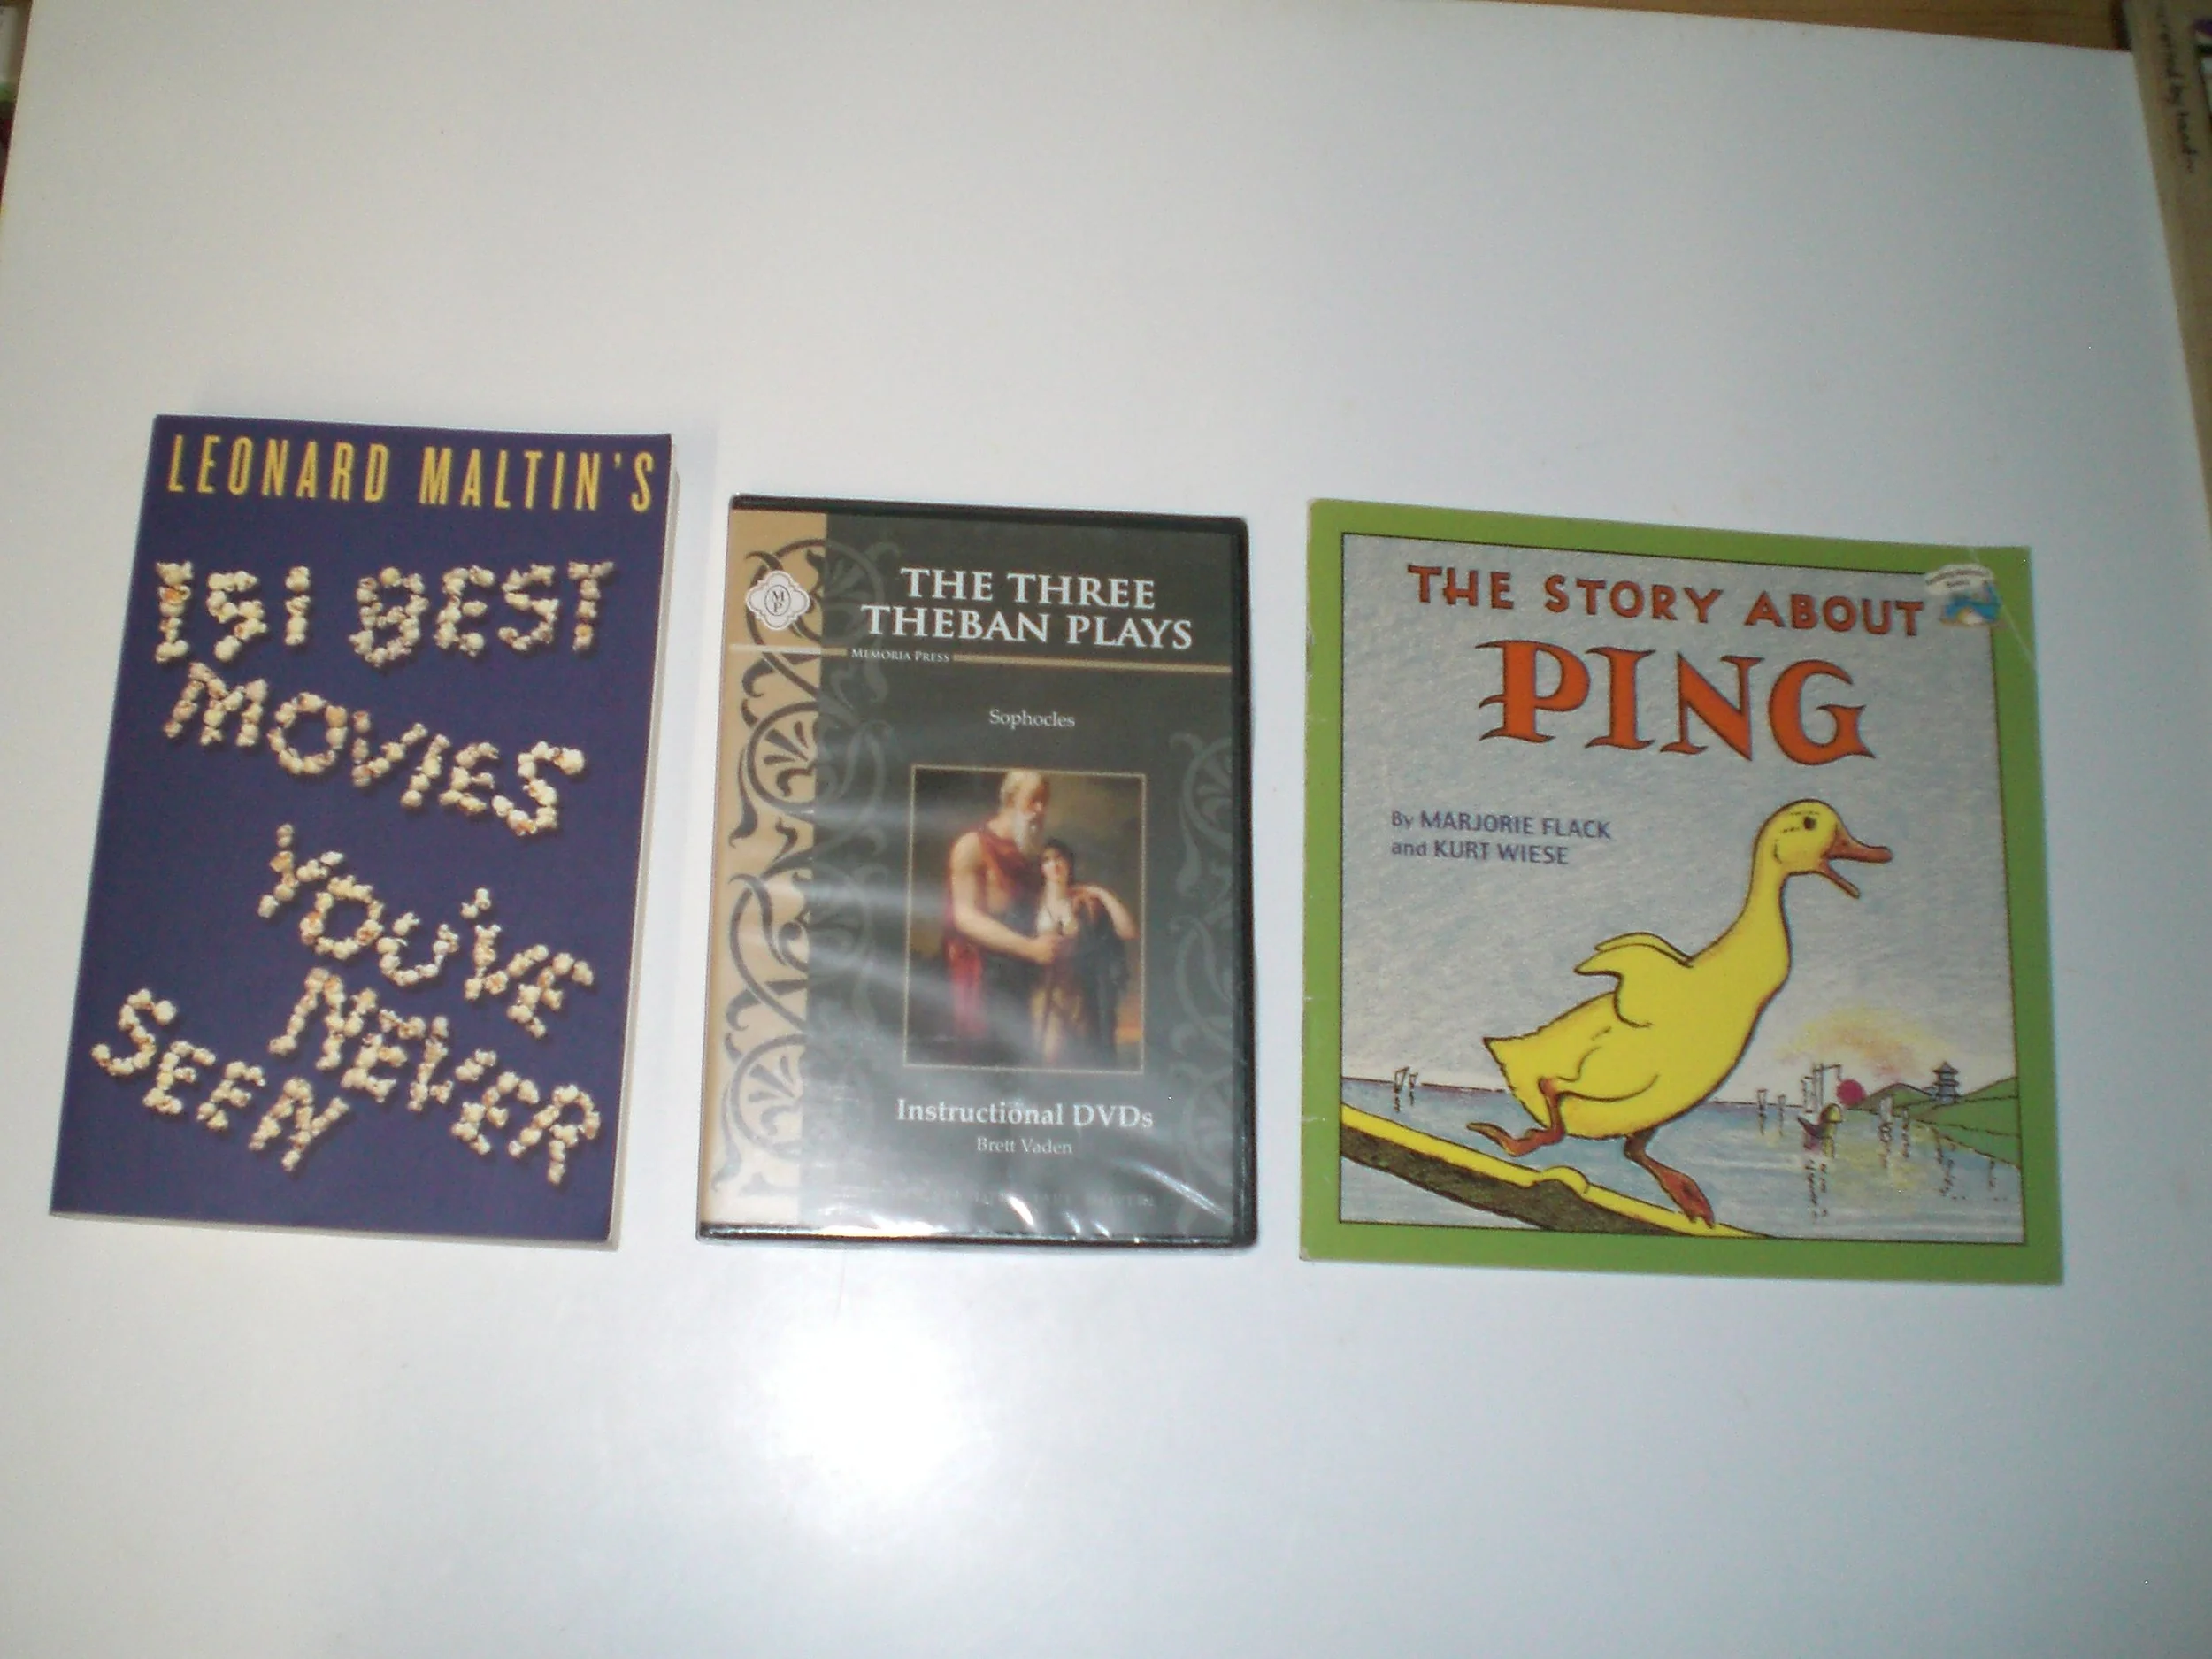 LEONARD MALTIN'S
151 BEST
MOVIES
YOU'VE
NEVER
SEEN
THE THREE
THEBAN PLAYS
MP
MEMORIA PRESS
Sophocles
Instructional DVDs
Brett Vaden
THE STORY ABOUT
PING
By MARJORIE FLACK
and KURT WIESE